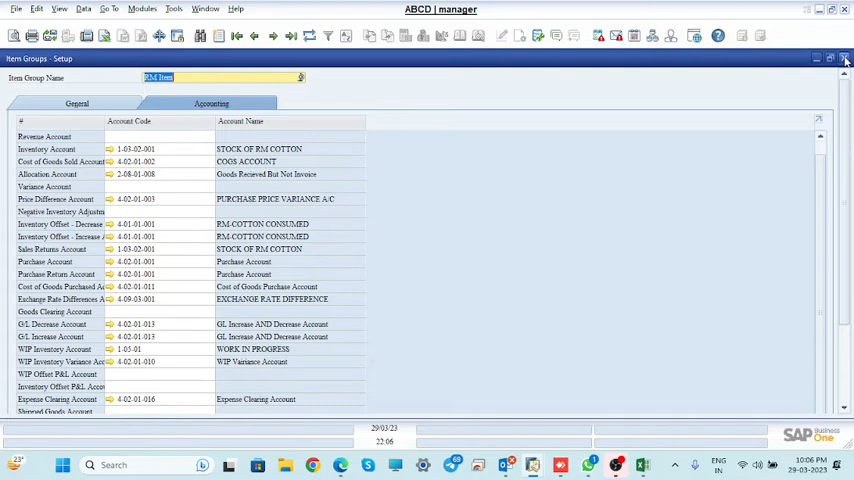 ABCD | manager
File Edit View Data Go To Modules Tools Window Help
Item Groups - Setup
Item Group Name RM Item
General Accounting
# Account Code Account Name
Revenue Account
Inventory Account 1-03-02-001 STOCK OF RM COTTON
Cost of Goods Sold Account 4-02-01-002 COGS ACCOUNT
Allocation Account 2-08-01-008 Goods Recieved But Not Invoice
Variance Account
Price Difference Account 4-02-01-003 PURCHASE PRICE VARIANCE A/C
Negative Inventory Adjustm
Inventory Offset - Decrease 4-01-01-001 RM-COTTON CONSUMED
Inventory Offset - Increase A 4-01-01-001 RM-COTTON CONSUMED
Sales Returns Account 1-03-02-001 STOCK OF RM COTTON
Purchase Account 4-02-01-001 Purchase Account
Purchase Return Account 4-02-01-001 Purchase Account
Cost of Goods Purchased Ac 4-02-01-011 Cost of Goods Purchase Account
Exchange Rate Differences A 4-09-03-001 EXCHANGE RATE DIFFERENCE
Goods Clearing Account
G/L Decrease Account 4-02-01-013 GL Increase AND Decrease Account
G/L Increase Account 4-02-01-013 GL Increase AND Decrease Account
WIP Inventory Account 1-05-01 WORK IN PROGRESS
WIP Inventory Variance Acc 4-02-01-010 WIP Vairiance Account
WIP Offset P&L Account
Inventory Offset P&L Accou
Expense Clearing Account 4-02-01-016 Expense Clearing Account
Shipped Goods Account
29/03/23
22:06
SAP Business One
23° Search 69 1 ENG IN 10:06 PM 29-03-2023